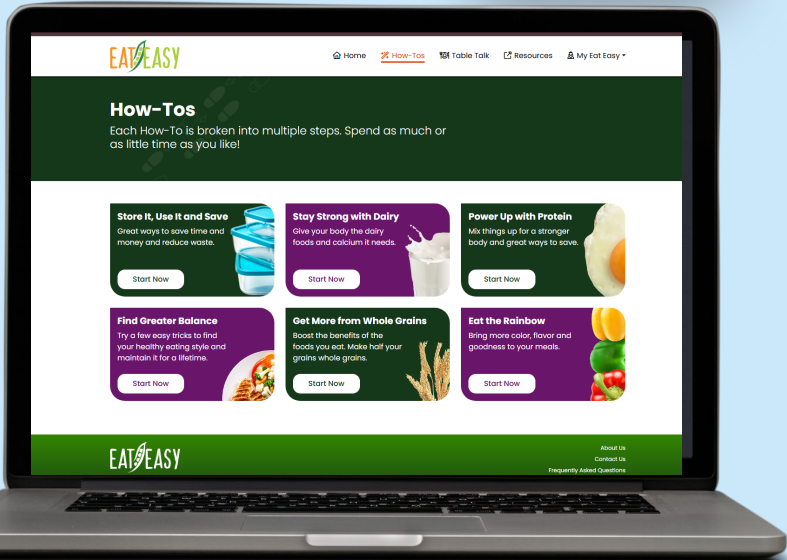 EAT EASY
Home
How-Tos
Table Talk
Resources
My Eat Easy
How-Tos
Each How-To is broken into multiple steps. Spend as much or
as little time as you like!
Store It, Use It and Save
Great ways to save time and
money and reduce waste.
Start Now
Stay Strong with Dairy
Give your body the dairy
foods and calcium it needs.
Start Now
Power Up with Protein
Mix things up for a stronger
body and great ways to save.
Start Now
Find Greater Balance
Try a few easy tricks to find
your healthy eating style and
maintain it for a lifetime.
Start Now
Get More from Whole Grains
Boost the benefits of the
foods you eat. Make half your
grains whole grains.
Start Now
Eat the Rainbow
Bring more color, flavor and
goodness to your meals.
Start Now
EAT EASY
About Us
Contact Us
Frequently Asked Questions